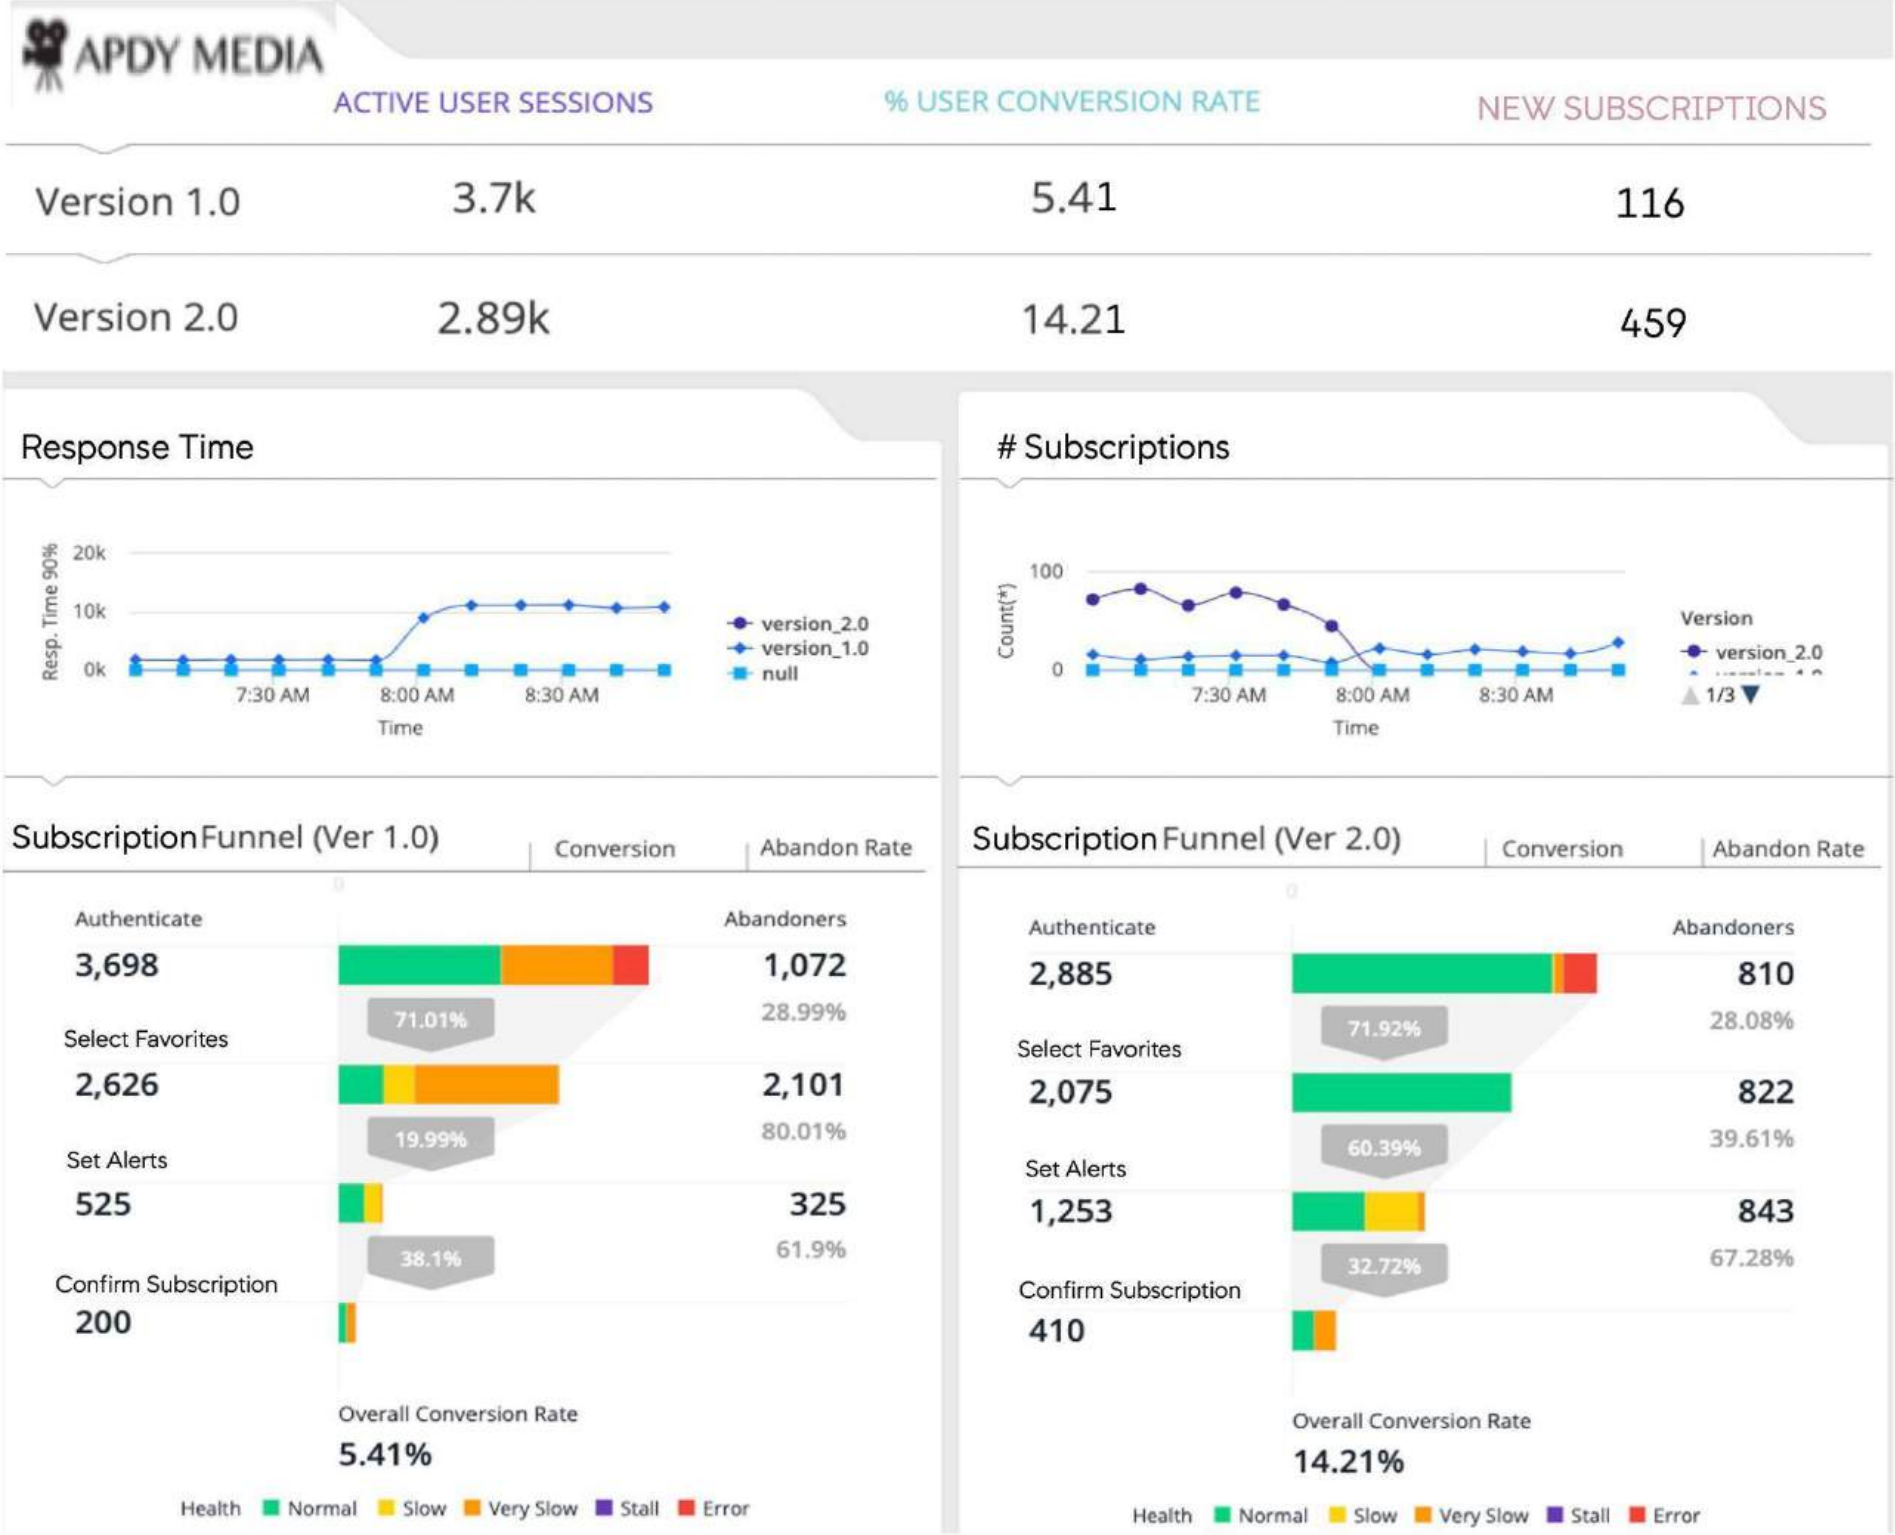 APDY MEDIA
ACTIVE USER SESSIONS
% USER CONVERSION RATE
NEW SUBSCRIPTIONS
Version 1.0
3.7k
5.41
116
Version 2.0
2.89k
14.21
459
Response Time
Resp. Time 90%
20k
10k
0k
7:30 AM
8:00 AM
8:30 AM
Time
version_2.0
version_1.0
null
# Subscriptions
Count(*)
100
0
7:30 AM
8:00 AM
8:30 AM
Time
Version
version_2.0
1/3
Subscription Funnel (Ver 1.0)
Conversion
Abandon Rate
0
Authenticate
Abandoners
3,698
1,072
71.01%
28.99%
Select Favorites
2,626
2,101
19.99%
80.01%
Set Alerts
525
325
38.1%
61.9%
Confirm Subscription
200
Overall Conversion Rate
5.41%
Health Normal Slow Very Slow Stall Error
Subscription Funnel (Ver 2.0)
Conversion
Abandon Rate
0
Authenticate
Abandoners
2,885
810
71.92%
28.08%
Select Favorites
2,075
822
60.39%
39.61%
Set Alerts
1,253
843
32.72%
67.28%
Confirm Subscription
410
Overall Conversion Rate
14.21%
Health Normal Slow Very Slow Stall Error